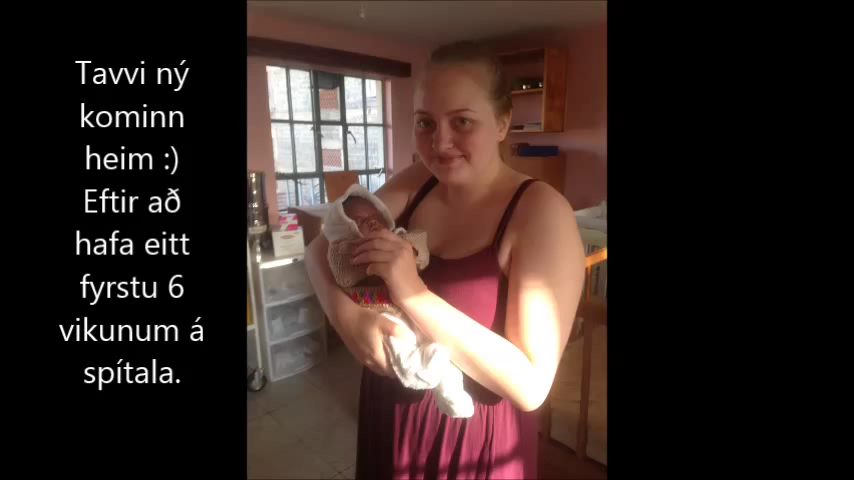 Tavvi ný
kominn
heim :)
Eftir að
hafa eitt
fyrstu 6
vikunum á
spítala.